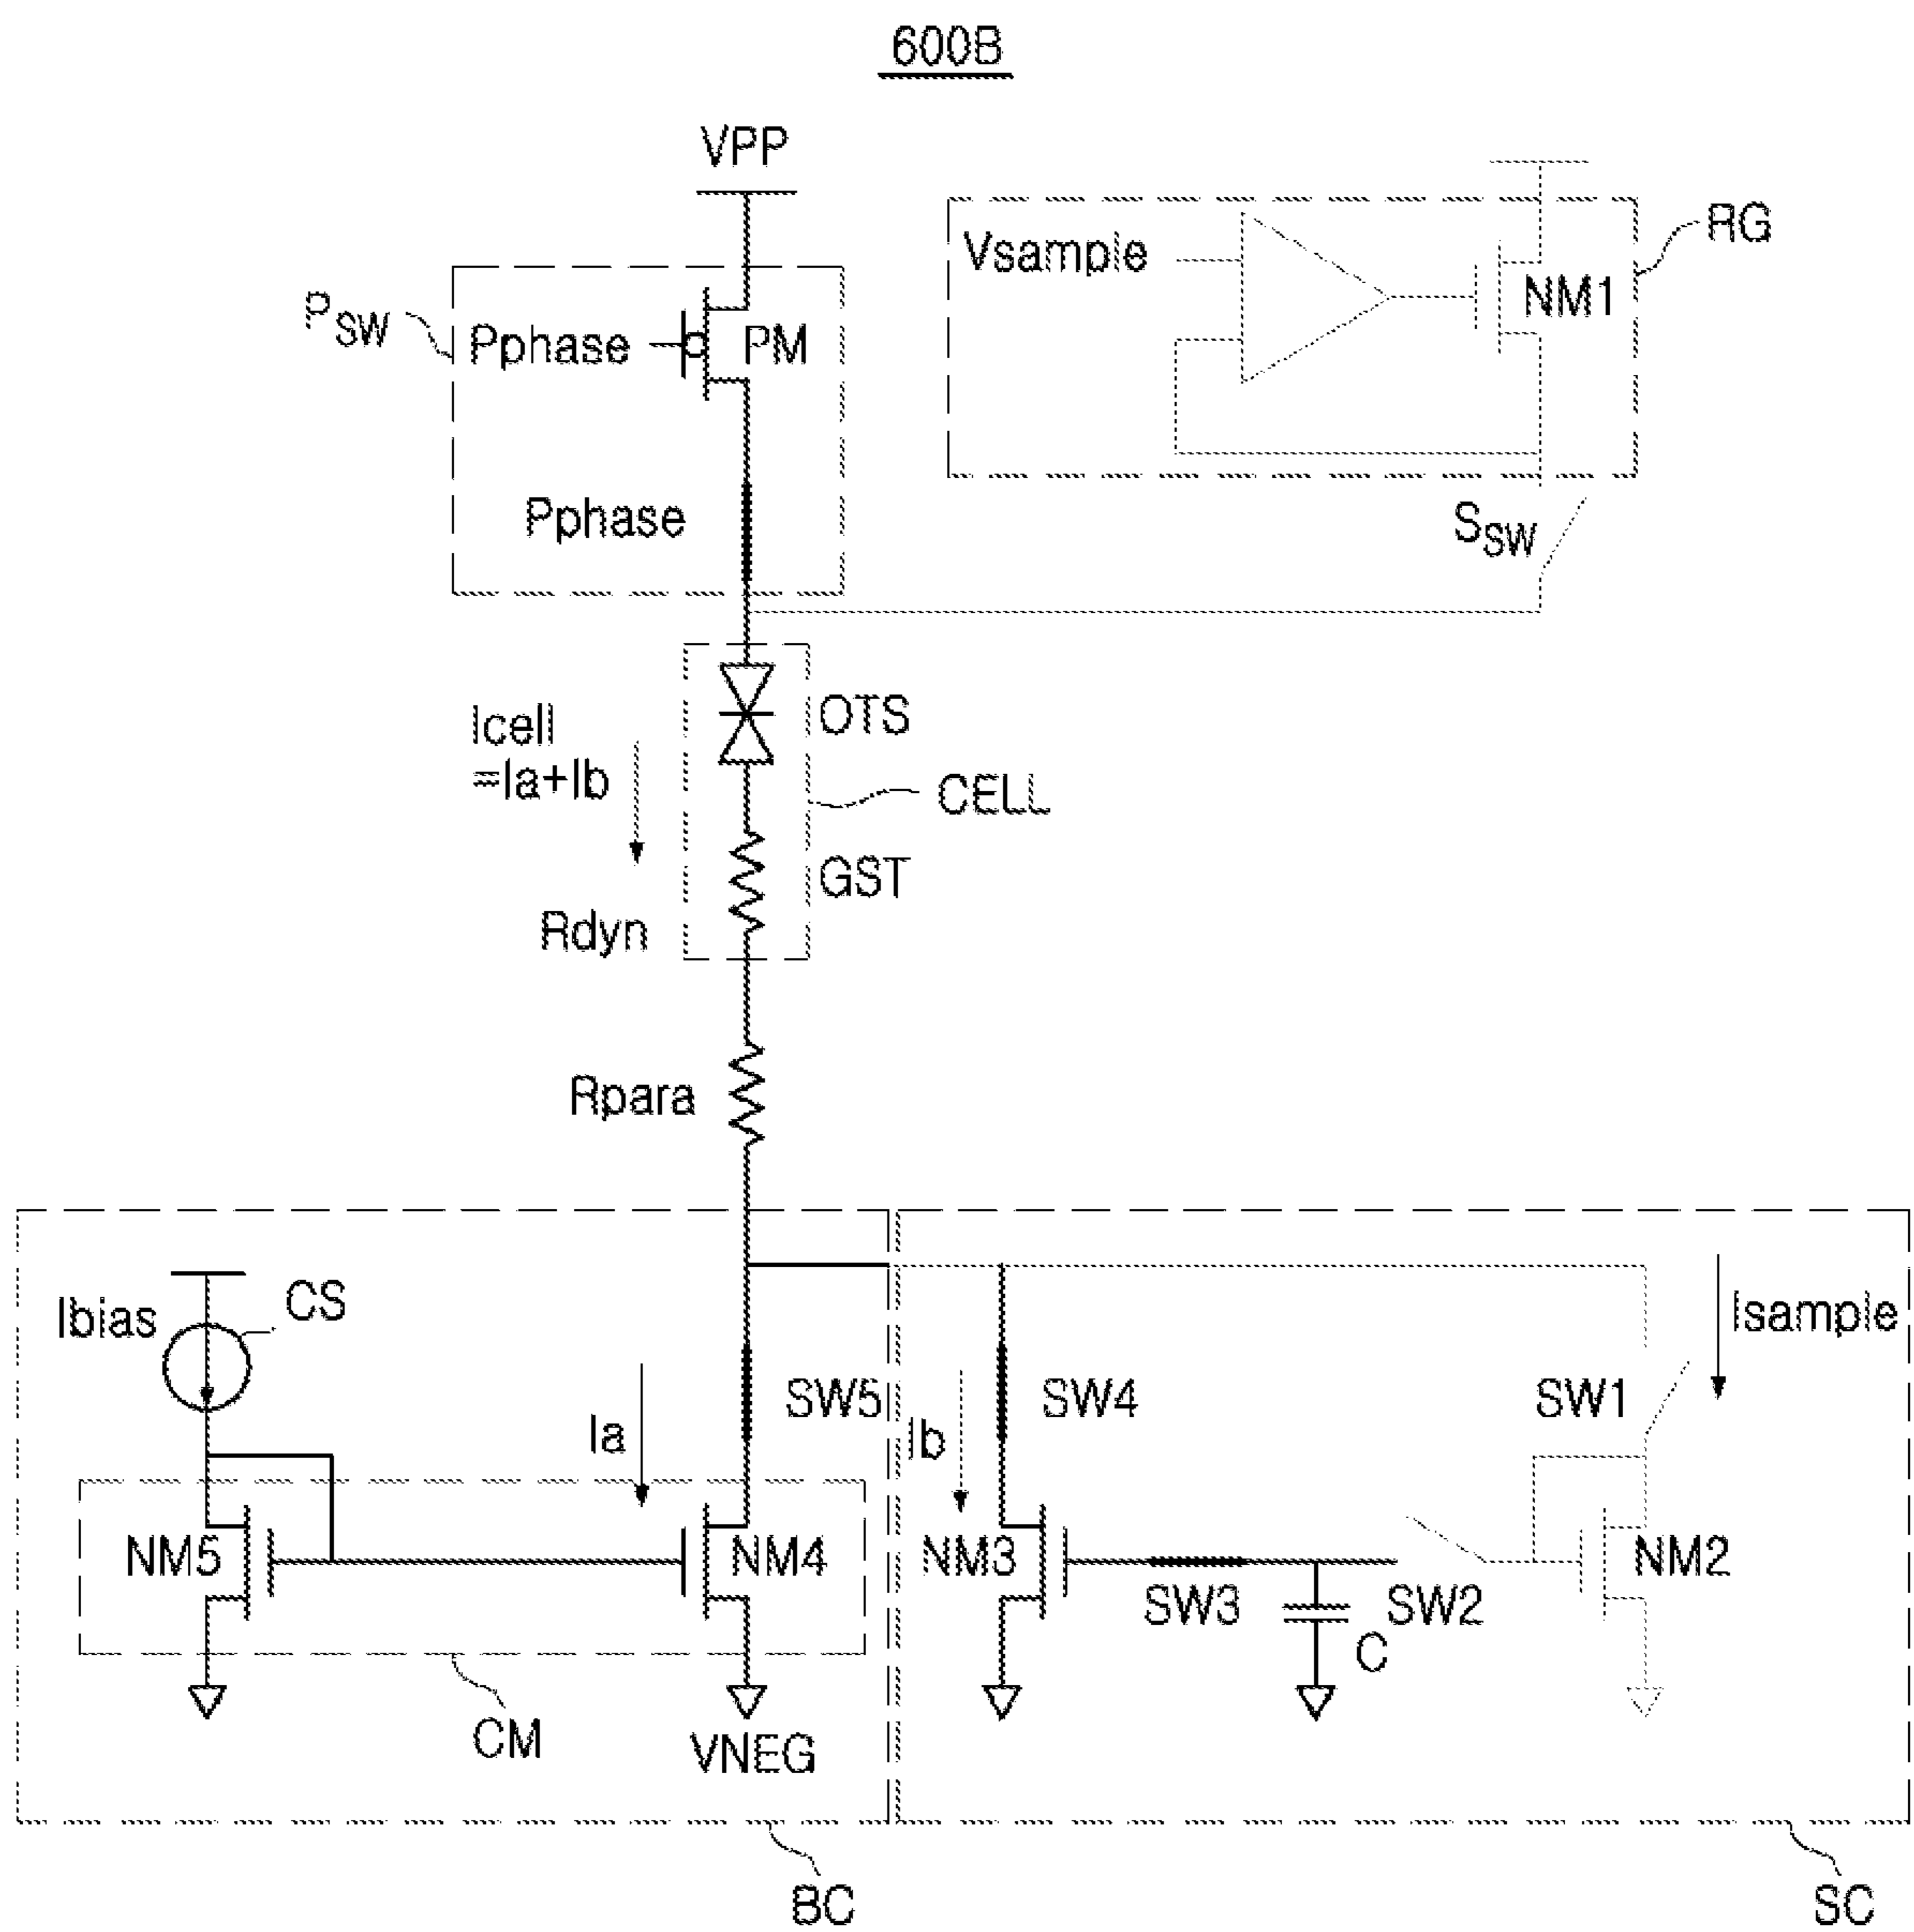 600B
VPP
Vsample
RG
NM1
PSW
Pphase
PM
Pphase
SSW
Icell
=Ia+Ib
OTS
CELL
GST
Rdyn
Rpara
Ibias
CS
Isample
SW5
SW4
SW1
Ia
Ib
NM5
NM4
NM3
NM2
SW3
SW2
C
CM
VNEG
BC
SC